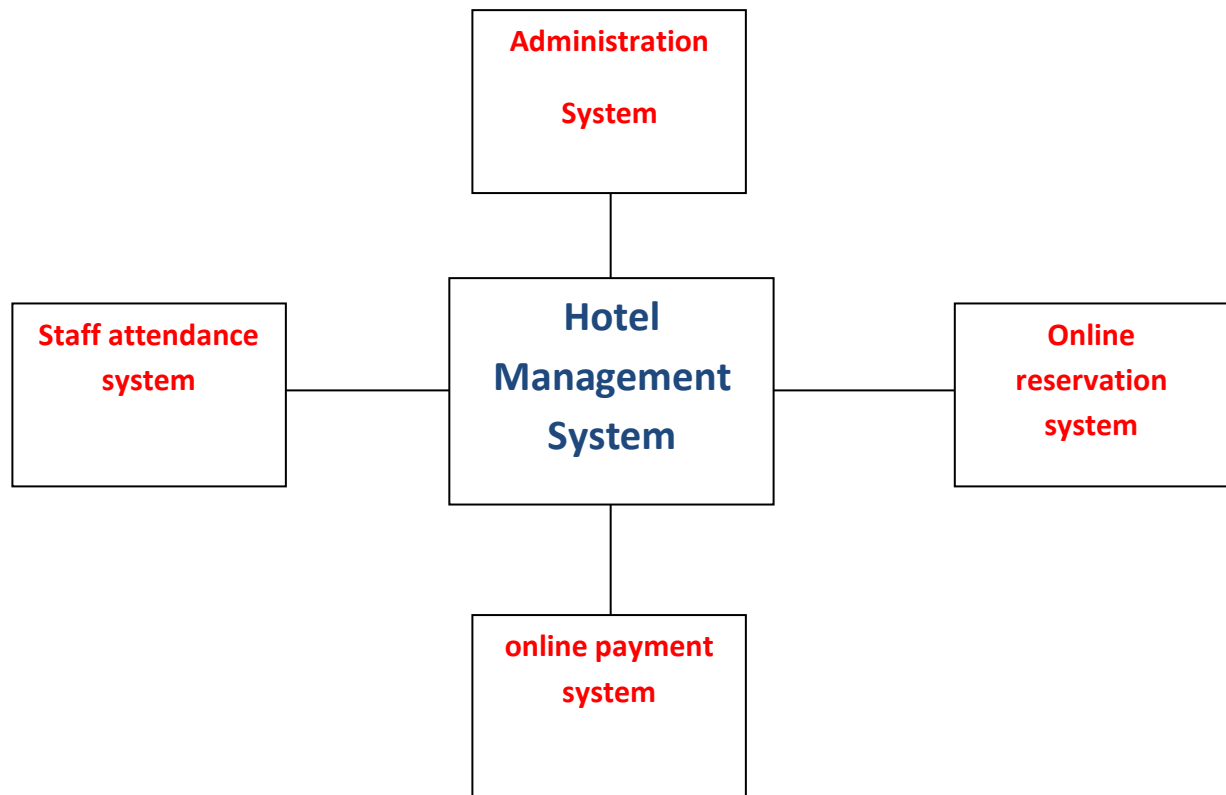 Administration
System
Hotel
Management
System
Staff attendance
system
Online
reservation
system
online payment
system